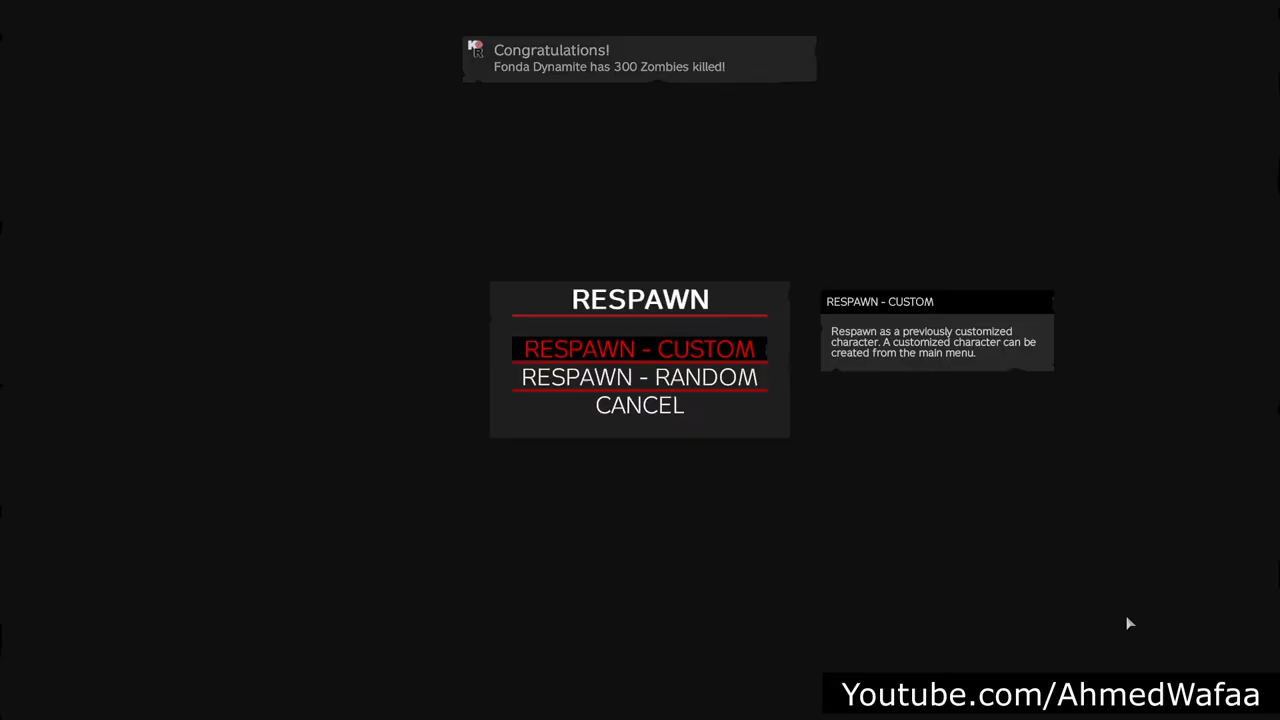 Congratulations!
Fonda Dynamite has 300 Zombies killed!
RESPAWN
RESPAWN - CUSTOM
RESPAWN - RANDOM
CANCEL
RESPAWN - CUSTOM
Respawn as a previously customized
character. A customized character can be
created from the main menu.
Youtube.com/AhmedWafaa